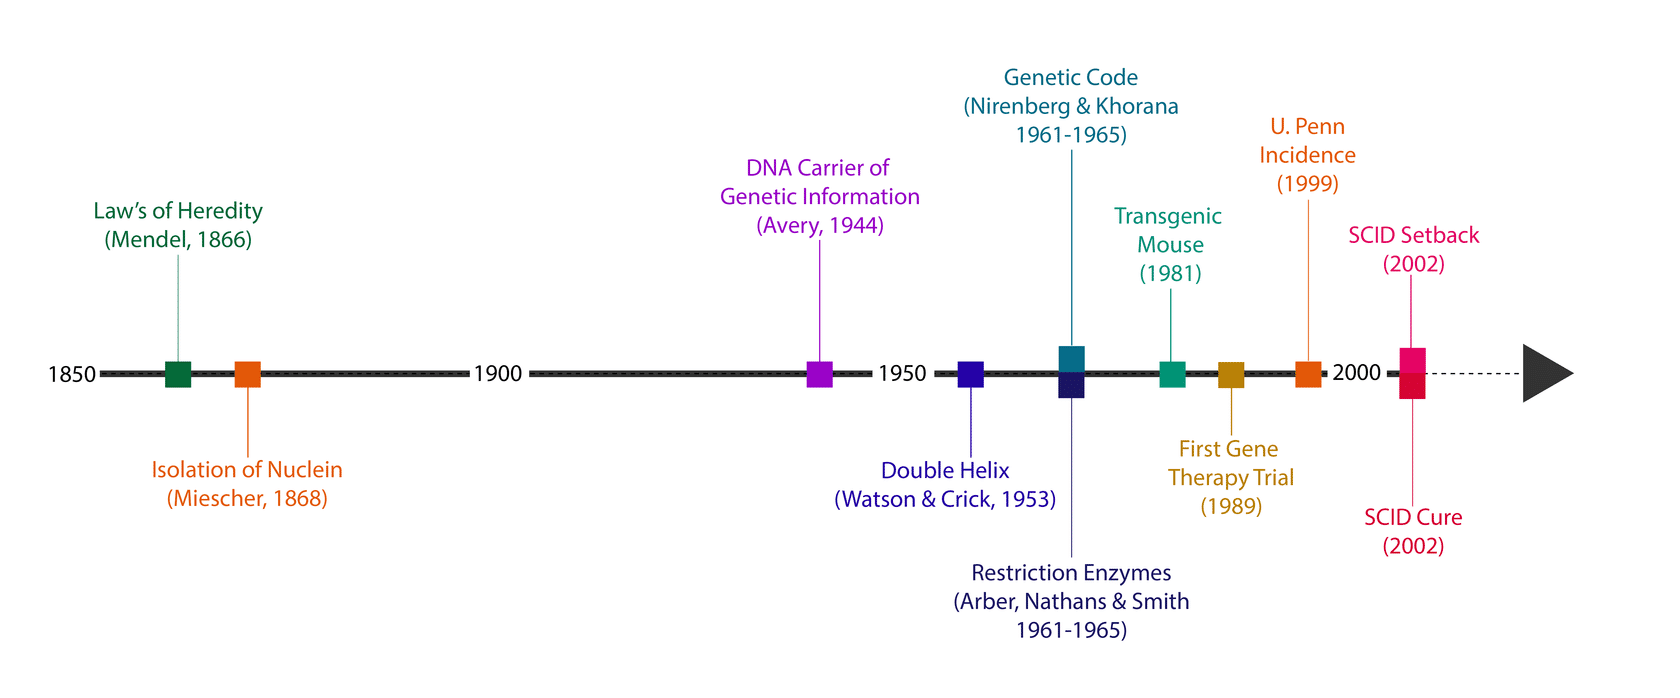 Genetic Code
(Nirenberg & Khorana
1961-1965)
U. Penn
Incidence
(1999)
DNA Carrier of
Genetic Information
(Avery, 1944)
Law's of Heredity
(Mendel, 1866)
Transgenic
Mouse
(1981)
SCID Setback
(2002)
1850
1900
1950
2000
Isolation of Nuclein
(Miescher, 1868)
Double Helix
(Watson & Crick, 1953)
First Gene
Therapy Trial
(1989)
SCID Cure
(2002)
Restriction Enzymes
(Arber, Nathans & Smith
1961-1965)